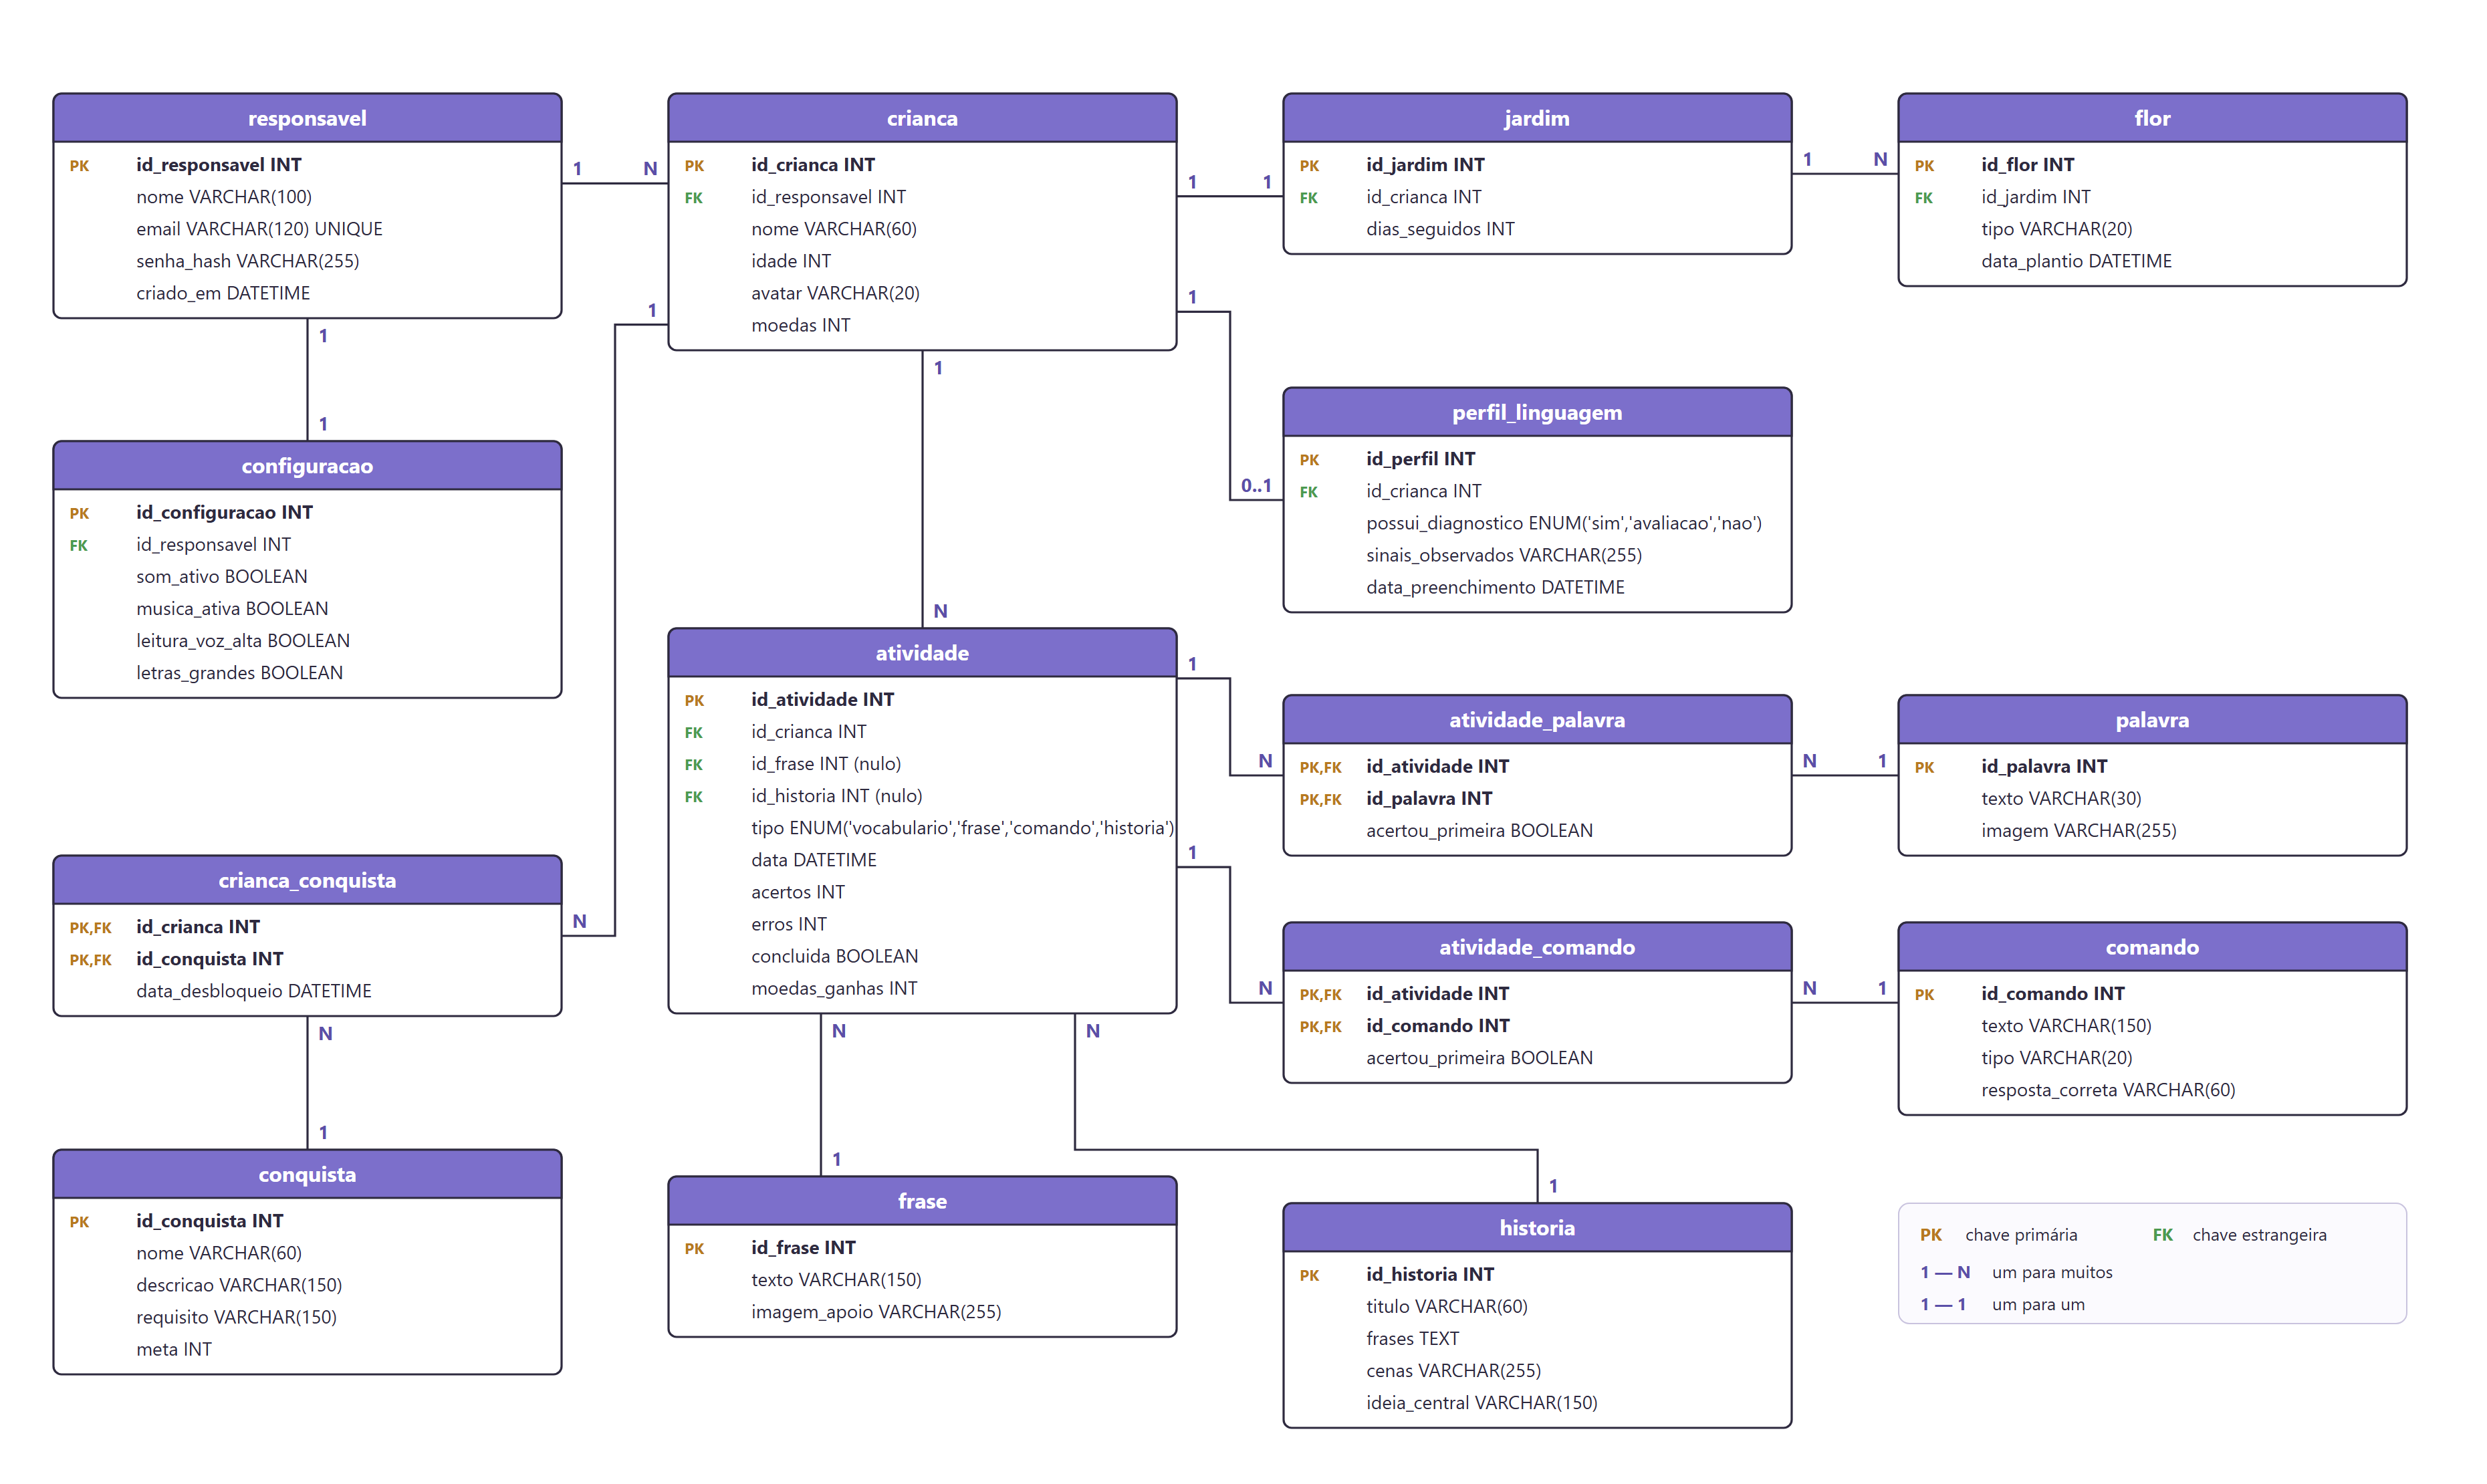 responsavel
PK id_responsavel INT
nome VARCHAR(100)
email VARCHAR(120) UNIQUE
senha_hash VARCHAR(255)
criado_em DATETIME
1 N
crianca
PK id_crianca INT
FK id_responsavel INT
nome VARCHAR(60)
idade INT
avatar VARCHAR(20)
moedas INT
1 1
jardim
PK id_jardim INT
FK id_crianca INT
dias_seguidos INT
1 N
flor
PK id_flor INT
FK id_jardim INT
tipo VARCHAR(20)
data_plantio DATETIME
1
1
1
1
1
0..1
configuracao
PK id_configuracao INT
FK id_responsavel INT
som_ativo BOOLEAN
musica_ativa BOOLEAN
leitura_voz_alta BOOLEAN
letras_grandes BOOLEAN
perfil_linguagem
PK id_perfil INT
FK id_crianca INT
possui_diagnostico ENUM('sim','avaliacao','nao')
sinais_observados VARCHAR(255)
data_preenchimento DATETIME
N
atividade
PK id_atividade INT
FK id_crianca INT
FK id_frase INT (nulo)
FK id_historia INT (nulo)
tipo ENUM('vocabulario','frase','comando','historia')
data DATETIME
acertos INT
erros INT
concluida BOOLEAN
moedas_ganhas INT
1
N
atividade_palavra
PK,FK id_atividade INT
PK,FK id_palavra INT
acertou_primeira BOOLEAN
N 1
palavra
PK id_palavra INT
texto VARCHAR(30)
imagem VARCHAR(255)
1
N
atividade_comando
PK,FK id_atividade INT
PK,FK id_comando INT
acertou_primeira BOOLEAN
N 1
comando
PK id_comando INT
texto VARCHAR(150)
tipo VARCHAR(20)
resposta_correta VARCHAR(60)
crianca_conquista
PK,FK id_crianca INT
PK,FK id_conquista INT
data_desbloqueio DATETIME
N
N
1
conquista
PK id_conquista INT
nome VARCHAR(60)
descricao VARCHAR(150)
requisito VARCHAR(150)
meta INT
N
1
frase
PK id_frase INT
texto VARCHAR(150)
imagem_apoio VARCHAR(255)
N
1
historia
PK id_historia INT
titulo VARCHAR(60)
frases TEXT
cenas VARCHAR(255)
ideia_central VARCHAR(150)
PK chave primária FK chave estrangeira
1 — N um para muitos
1 — 1 um para um